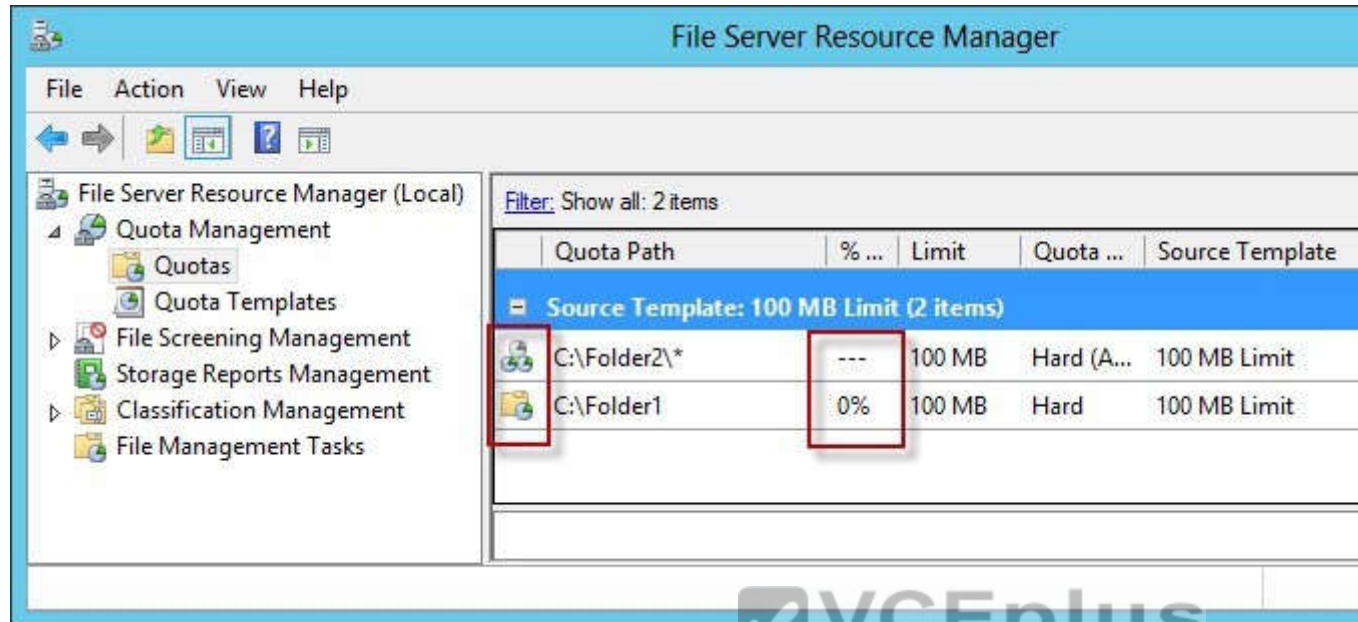 File Server Resource Manager
File Action View Help
File Server Resource Manager (Local)
Quota Management
Quotas
Quota Templates
File Screening Management
Storage Reports Management
Classification Management
File Management Tasks
Filter: Show all: 2 items
Quota Path % ... Limit Quota ... Source Template
Source Template: 100 MB Limit (2 items)
C:\Folder2\* --- 100 MB Hard (A... 100 MB Limit
C:\Folder1 0% 100 MB Hard 100 MB Limit
VCEplus